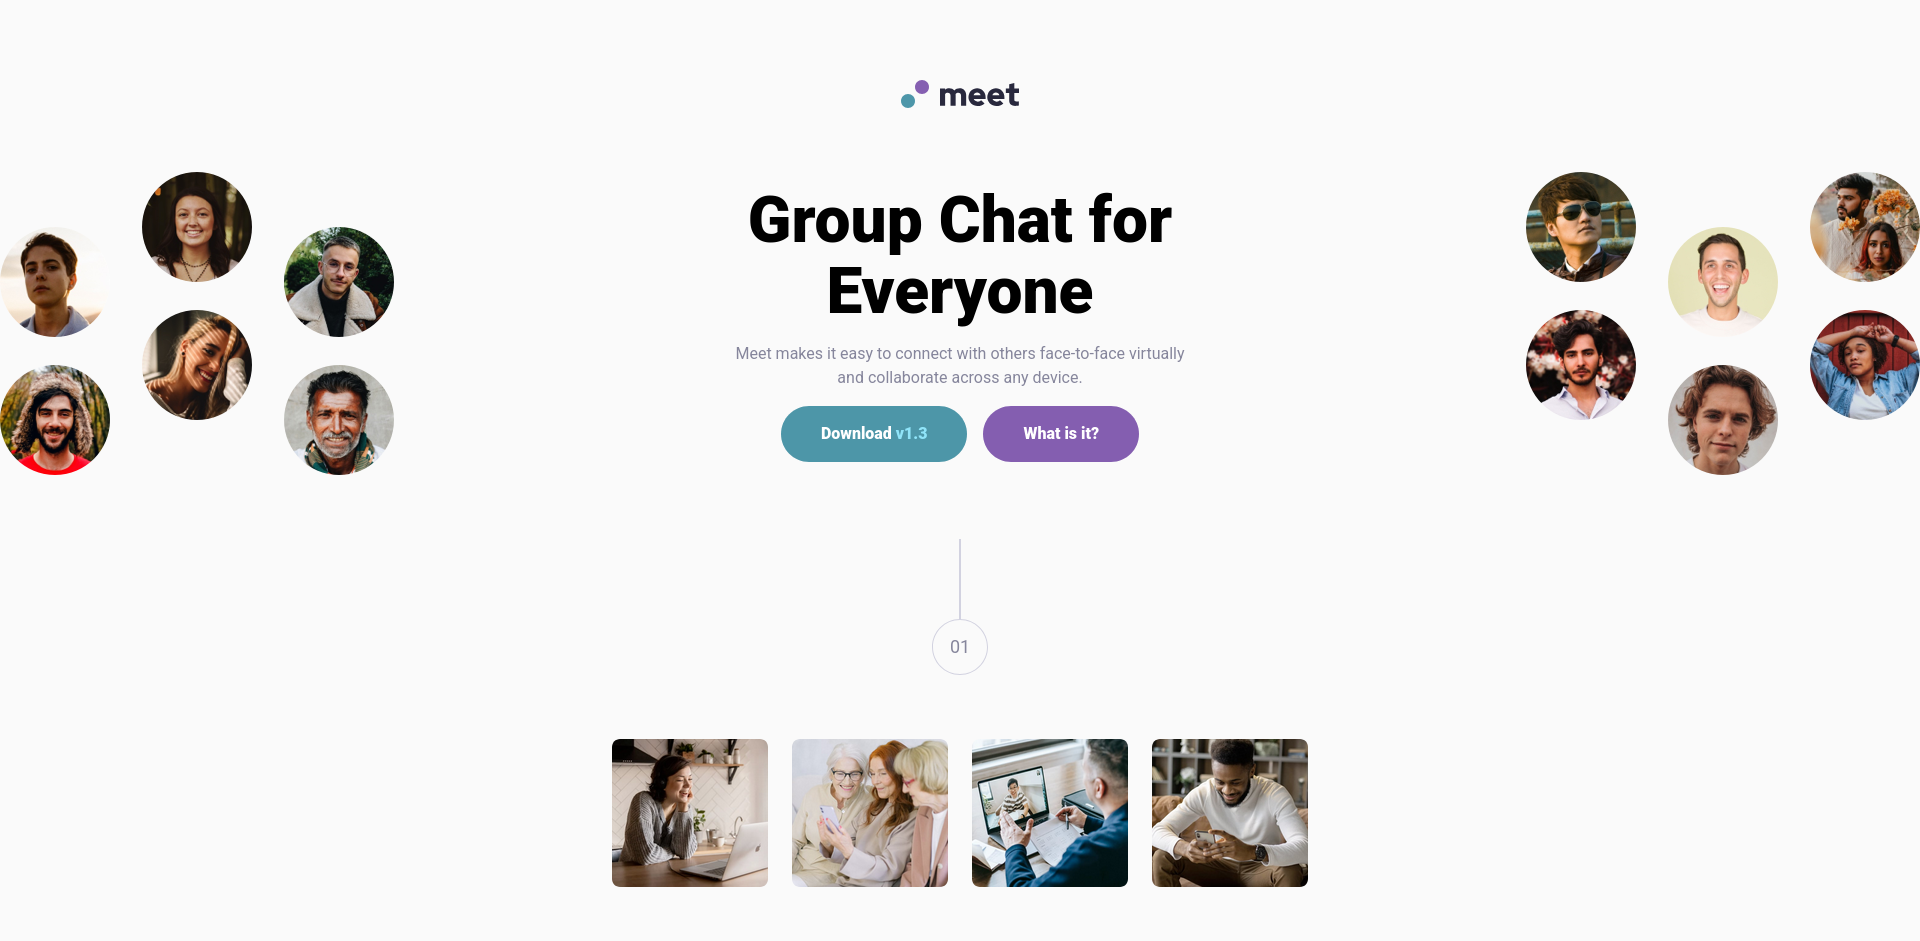 meet
Group Chat for
Everyone
Meet makes it easy to connect with others face-to-face virtually
and collaborate across any device.
Download v1.3
What is it?
01